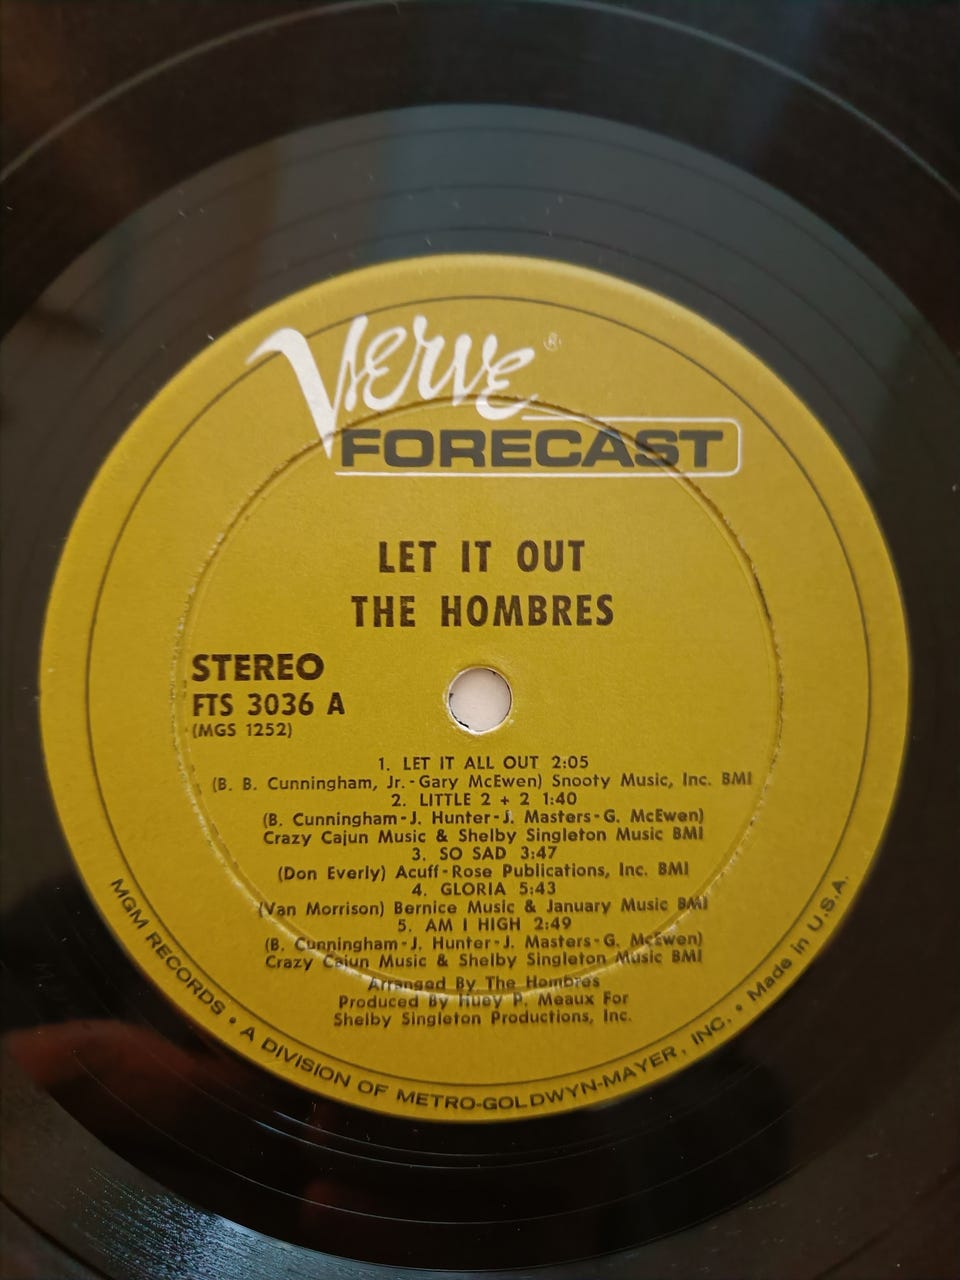 Verve ®
FORECAST
LET IT OUT
THE HOMBRES
STEREO
FTS 3036 A
(MGS 1252)
1. LET IT ALL OUT 2:05
(B. B. Cunningham, Jr.-Gary McEwen) Snooty Music, Inc. BMI
2. LITTLE 2 + 2 1:40
(B. Cunningham-J. Hunter-J. Masters-G. McEwen)
Crazy Cajun Music & Shelby Singleton Music BMI
3. SO SAD 3:47
(Don Everly) Acuff-Rose Publications, Inc. BMI
4. GLORIA 5:43
(Van Morrison) Bernice Music & January Music BMI
5. AM I HIGH 2:49
(B. Cunningham-J. Hunter-J. Masters-G. McEwen)
Crazy Cajun Music & Shelby Singleton Music BMI
Arranged By The Hombres
Produced By Huey P. Meaux For
Shelby Singleton Productions, Inc.
MGM RECORDS • A DIVISION OF METRO-GOLDWYN-MAYER, INC. • Made in U.S.A.